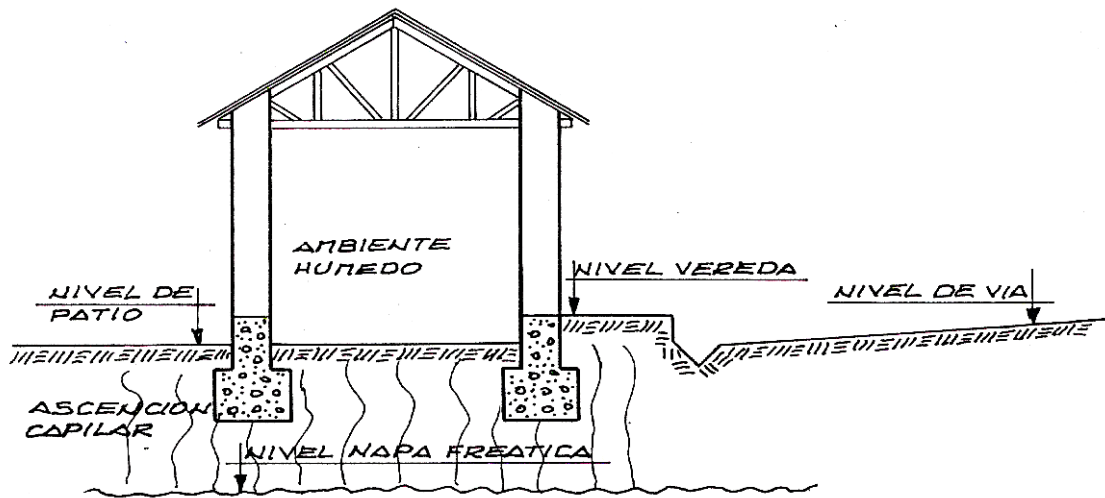 AMBIENTE
HUMEDO
NIVEL VEREDA
NIVEL DE
PATIO
NIVEL DE VIA
ASCENCION
CAPILAR
NIVEL NAPA FREATICA